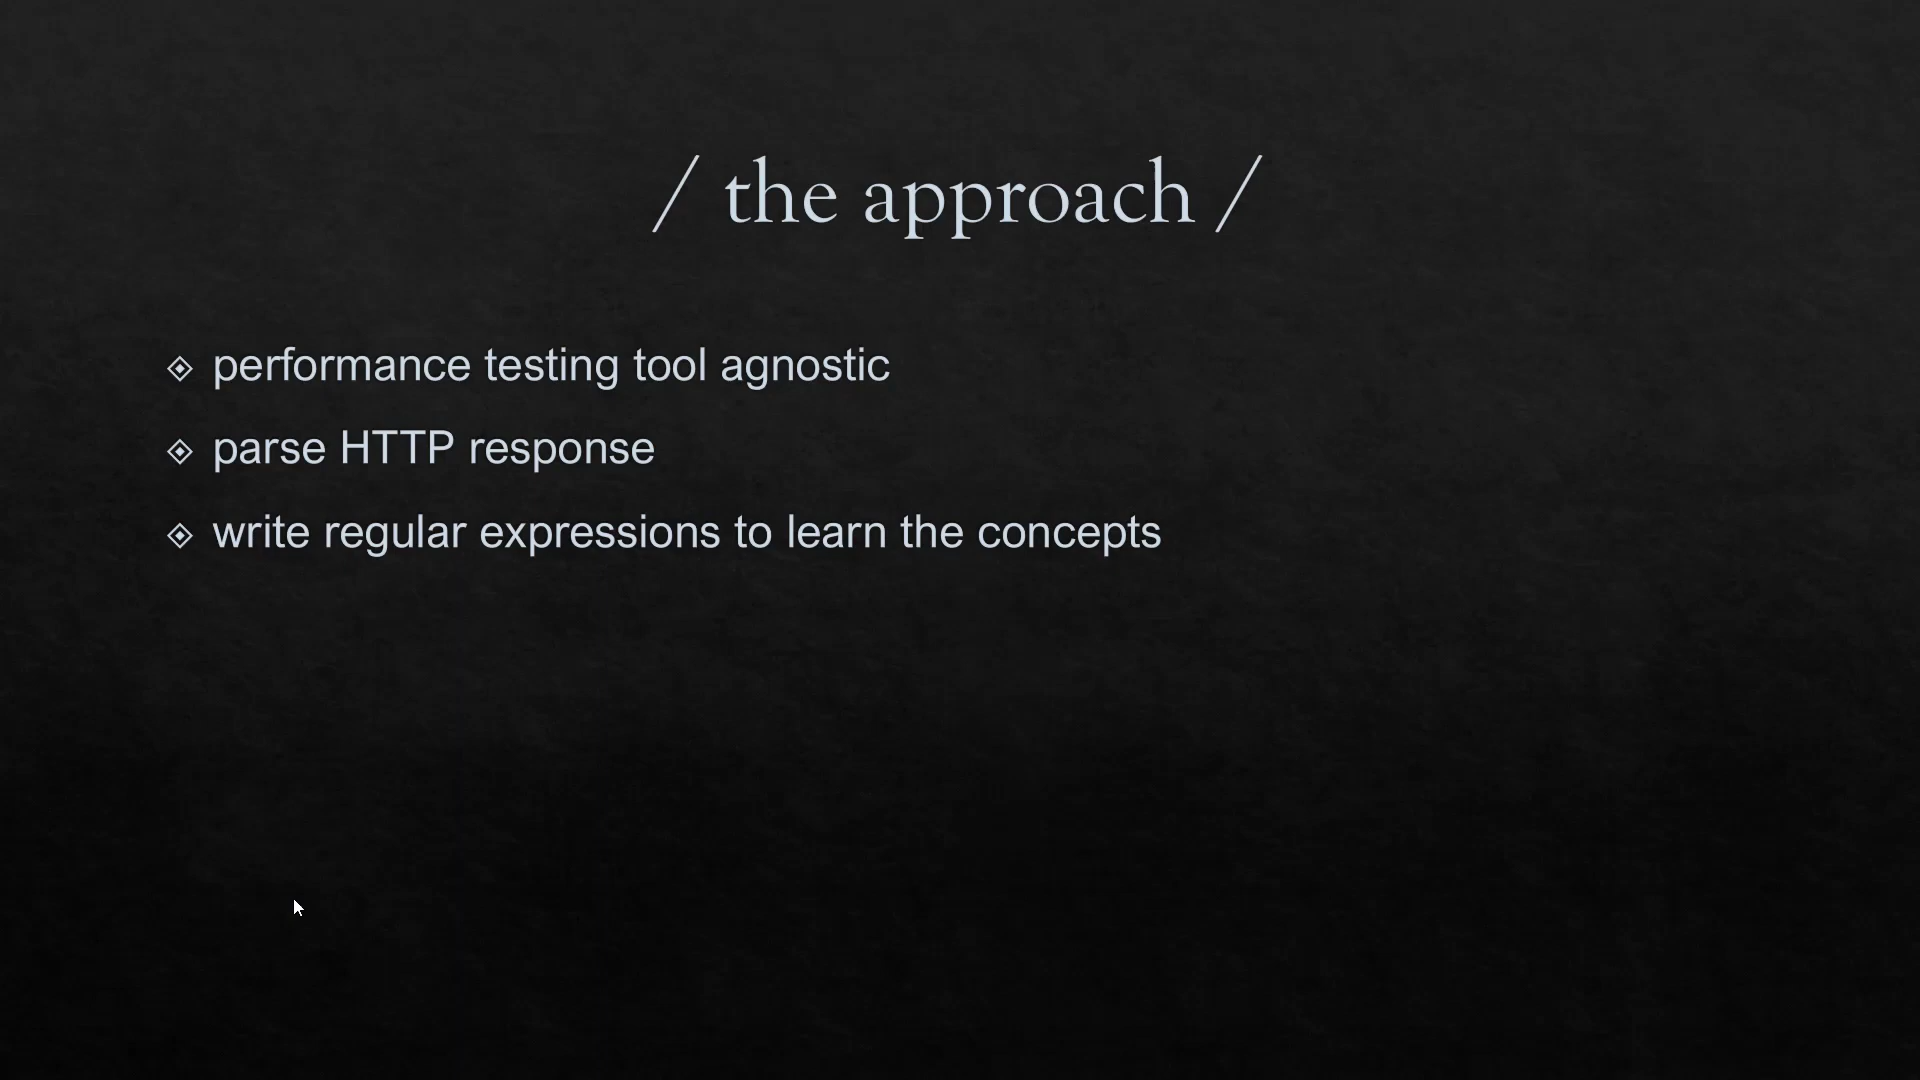 / the approach /
performance testing tool agnostic
parse HTTP response
write regular expressions to learn the concepts